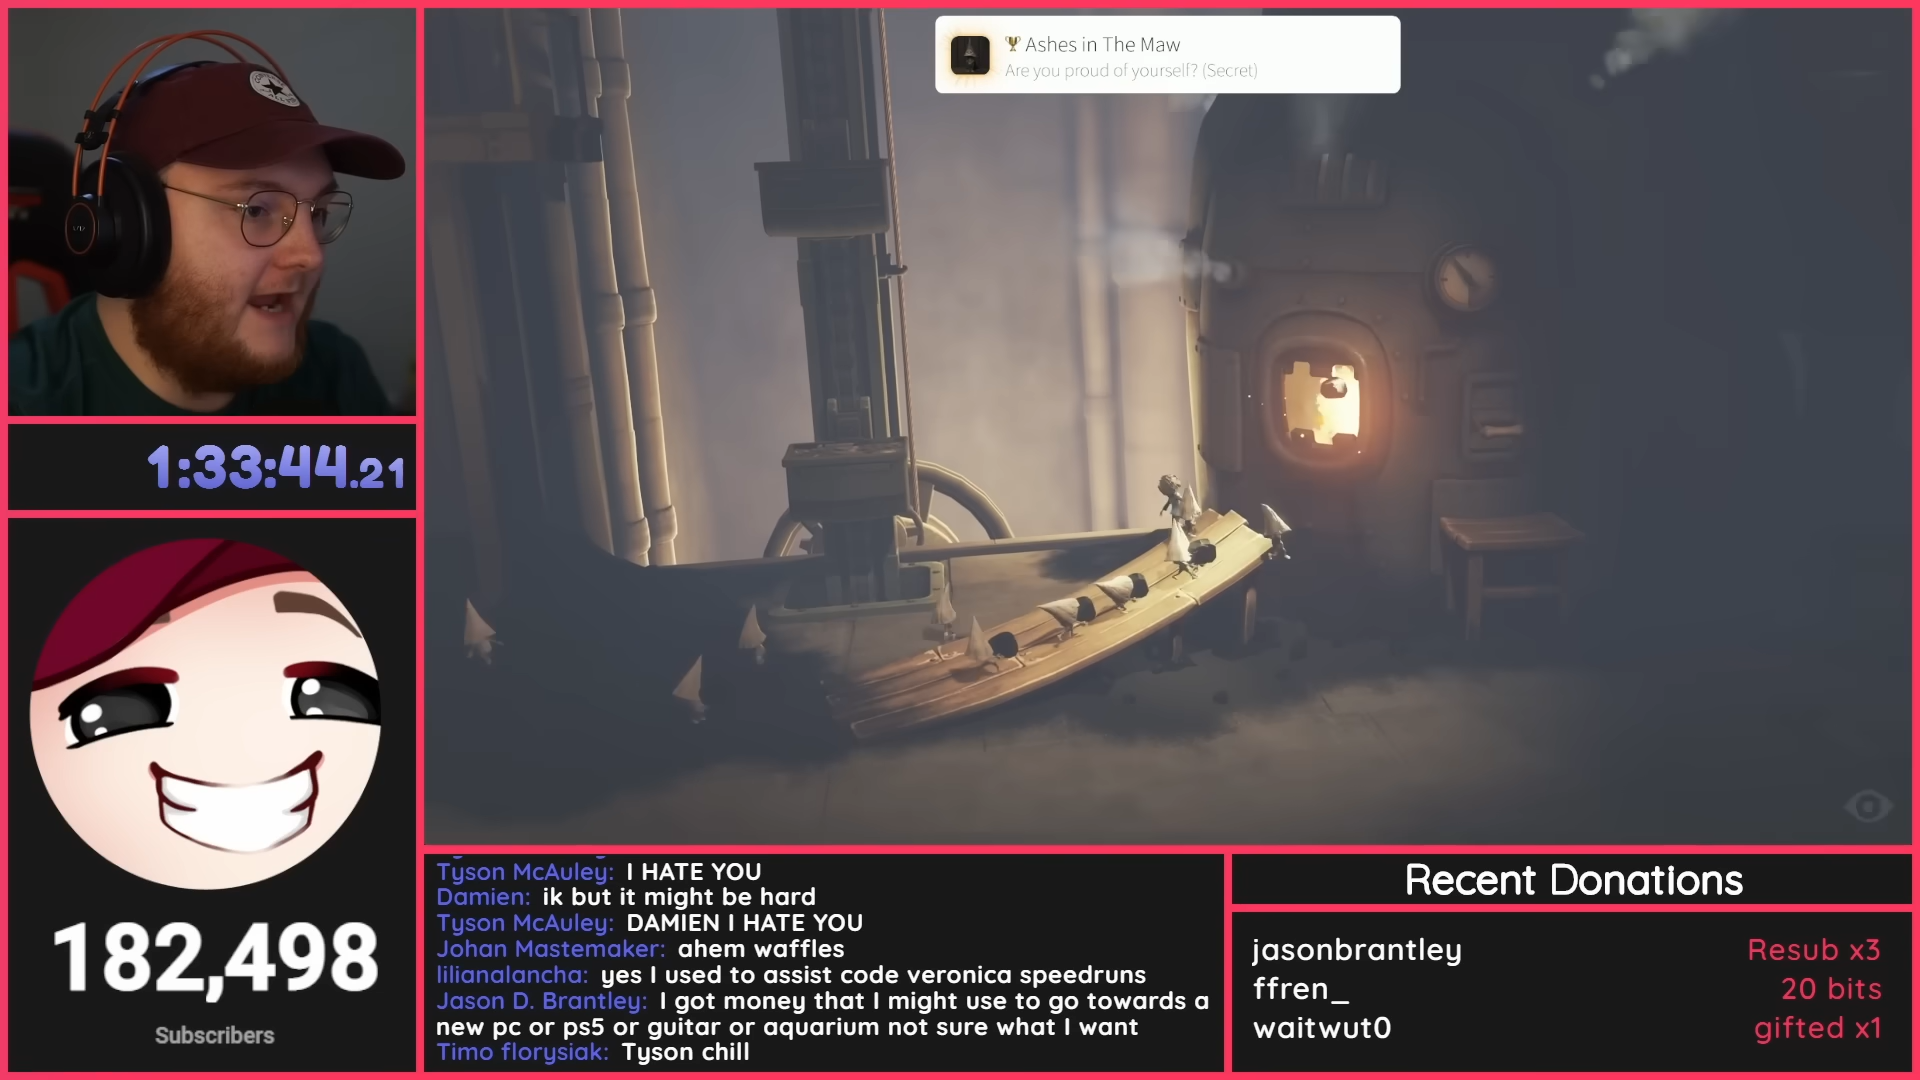 Ashes in The Maw
Are you proud of yourself? (Secret)
1:33:44.21
182,498
Subscribers
Tyson McAuley: I HATE YOU
Damien: ik but it might be hard
Tyson McAuley: DAMIEN I HATE YOU
Johan Mastemaker: ahem waffles
lilianalancha: yes I used to assist code veronica speedruns
Jason D. Brantley: I got money that I might use to go towards a
new pc or ps5 or guitar or aquarium not sure what I want
Timo florysiak: Tyson chill
Recent Donations
jasonbrantley Resub x3
ffren_ 20 bits
waitwut0 gifted x1